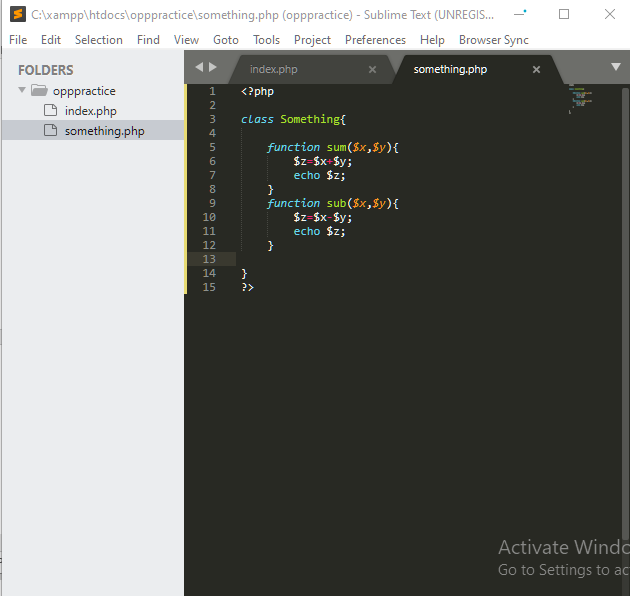 C:\xampp\htdocs\opppractice\something.php (opppractice) - Sublime Text (UNREGIS...
File Edit Selection Find View Goto Tools Project Preferences Help Browser Sync
FOLDERS
opppractice
index.php
something.php
index.php something.php
1 <?php
2
3 class Something{
4
5 function sum($x,$y){
6 $z=$x+$y;
7 echo $z;
8 }
9 function sub($x,$y){
10 $z=$x-$y;
11 echo $z;
12 }
13
14 }
15 ?>
Activate Windo
Go to Settings to ac